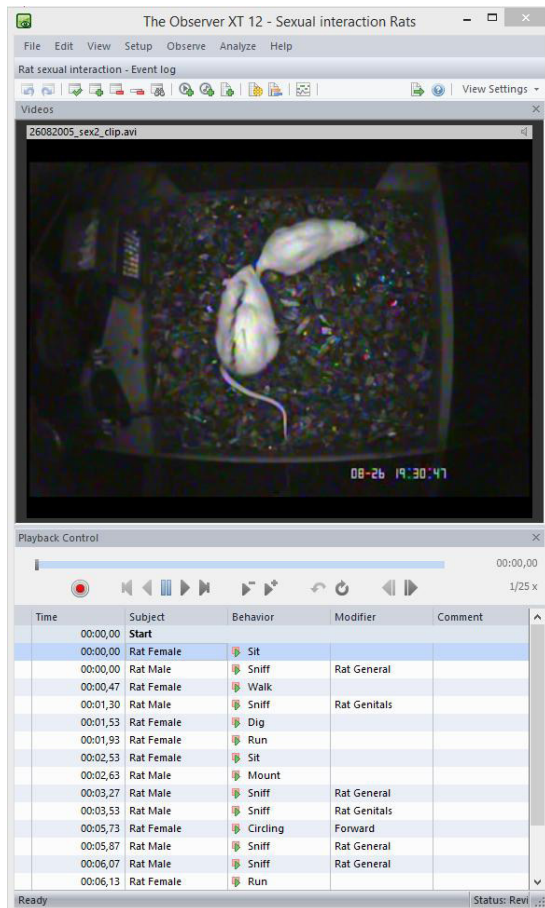 The Observer XT 12 - Sexual interaction Rats
File Edit View Setup Observe Analyze Help
Rat sexual interaction - Event log
View Settings
Videos
26082005_sex2_clip.avi
08-26 19:30:47
Playback Control
00:00,00
1/25 x
Time Subject Behavior Modifier Comment
00:00,00 Start
00:00,00 Rat Female Sit
00:00,00 Rat Male Sniff Rat General
00:00,47 Rat Female Walk
00:01,30 Rat Male Sniff Rat Genitals
00:01,53 Rat Female Dig
00:01,93 Rat Female Run
00:02,53 Rat Female Sit
00:02,63 Rat Male Mount
00:03,27 Rat Male Sniff Rat General
00:03,53 Rat Male Sniff Rat Genitals
00:05,73 Rat Female Circling Forward
00:05,87 Rat Male Sniff Rat General
00:06,07 Rat Male Sniff Rat General
00:06,13 Rat Female Run
Ready Status: Revi